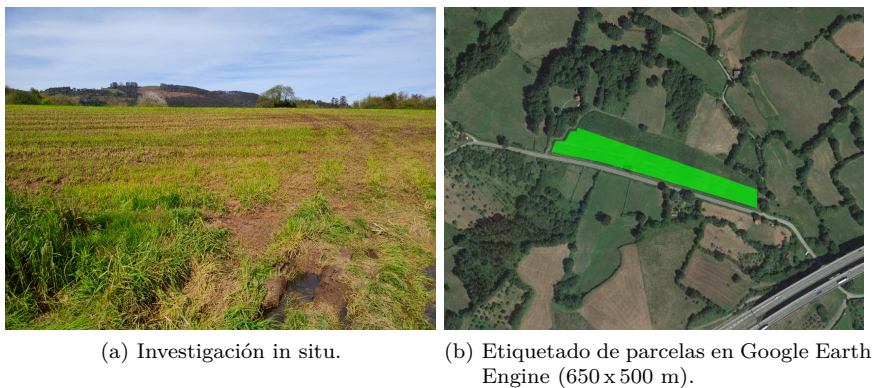 (a) Investigación in situ.
(b) Etiquetado de parcelas en Google Earth
Engine (650 x 500 m).